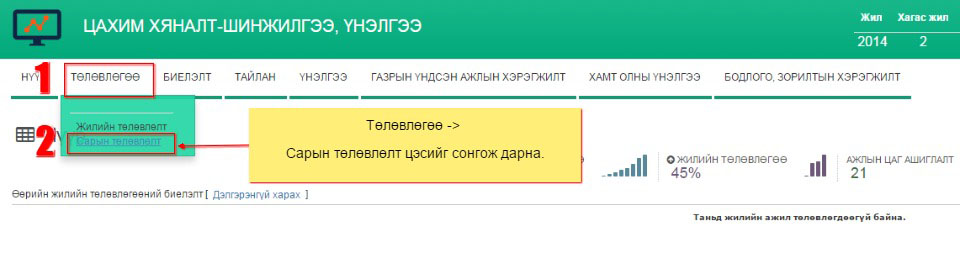 ЦАХИМ ХЯНАЛТ-ШИНЖИЛГЭЭ, ҮНЭЛГЭЭ
Жил Хагас жил
2014 2
1 ТӨЛӨВЛӨГӨӨ БИЕЛЭЛТ ТАЙЛАН ҮНЭЛГЭЭ ГАЗРЫН ҮНДСЭН АЖЛЫН ХЭРЭГЖИЛТ ХАМТ ОЛНЫ ҮНЭЛГЭЭ БОДЛОГО, ЗОРИЛТЫН ХЭРЭГЖИЛТ
Жилийн төлөвлөлт
2 Сарын төлөвлөлт
Төлөвлөгөө ->
Сарын төлөвлөлт цэсийг сонгож дарна.
ЖИЛИЙН ТӨЛӨВЛӨГӨӨ
45%
АЖЛЫН ЦАГ АШИГЛАЛТ
21
Өөрийн жилийн төлөвлөгөөний биелэлт [ Дэлгэрэнгүй харах ]
Таньд жилийн ажил төлөвлөгдөөгүй байна.